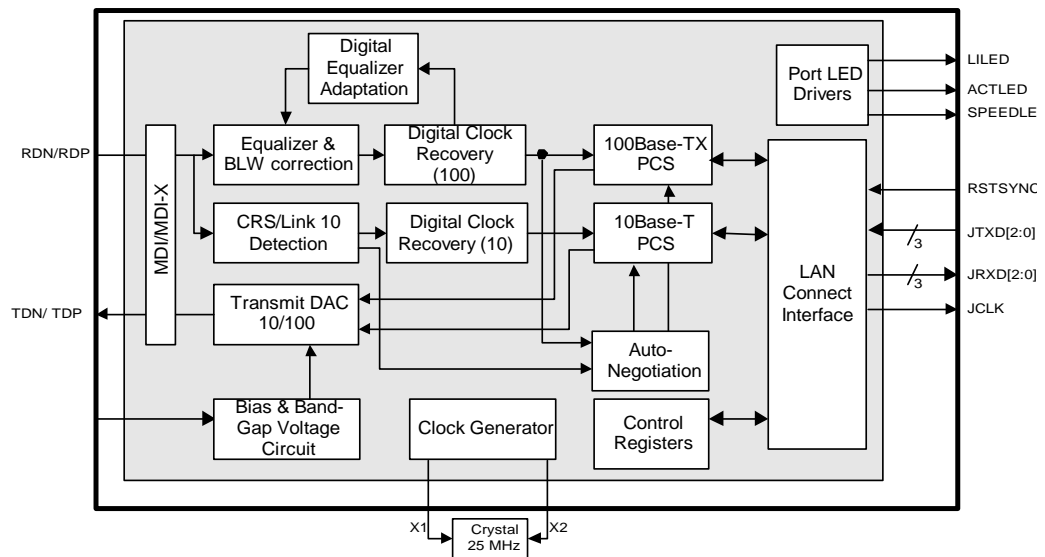 Digital
Equalizer
Adaptation
Port LED
Drivers
LILED
ACTLED
SPEEDLE
RDN/RDP
MDI/MDI-X
Equalizer &
BLW correction
Digital Clock
Recovery
(100)
100Base-TX
PCS
RSTSYNC
CRS/Link 10
Detection
Digital Clock
Recovery (10)
10Base-T
PCS
LAN
Connect
Interface
JTXD[2:0]
3
JRXD[2:0]
3
JCLK
TDN/ TDP
Transmit DAC
10/100
Auto-
Negotiation
Bias & Band-
Gap Voltage
Circuit
Clock Generator
Control
Registers
X1
X2
Crystal
25 MHz